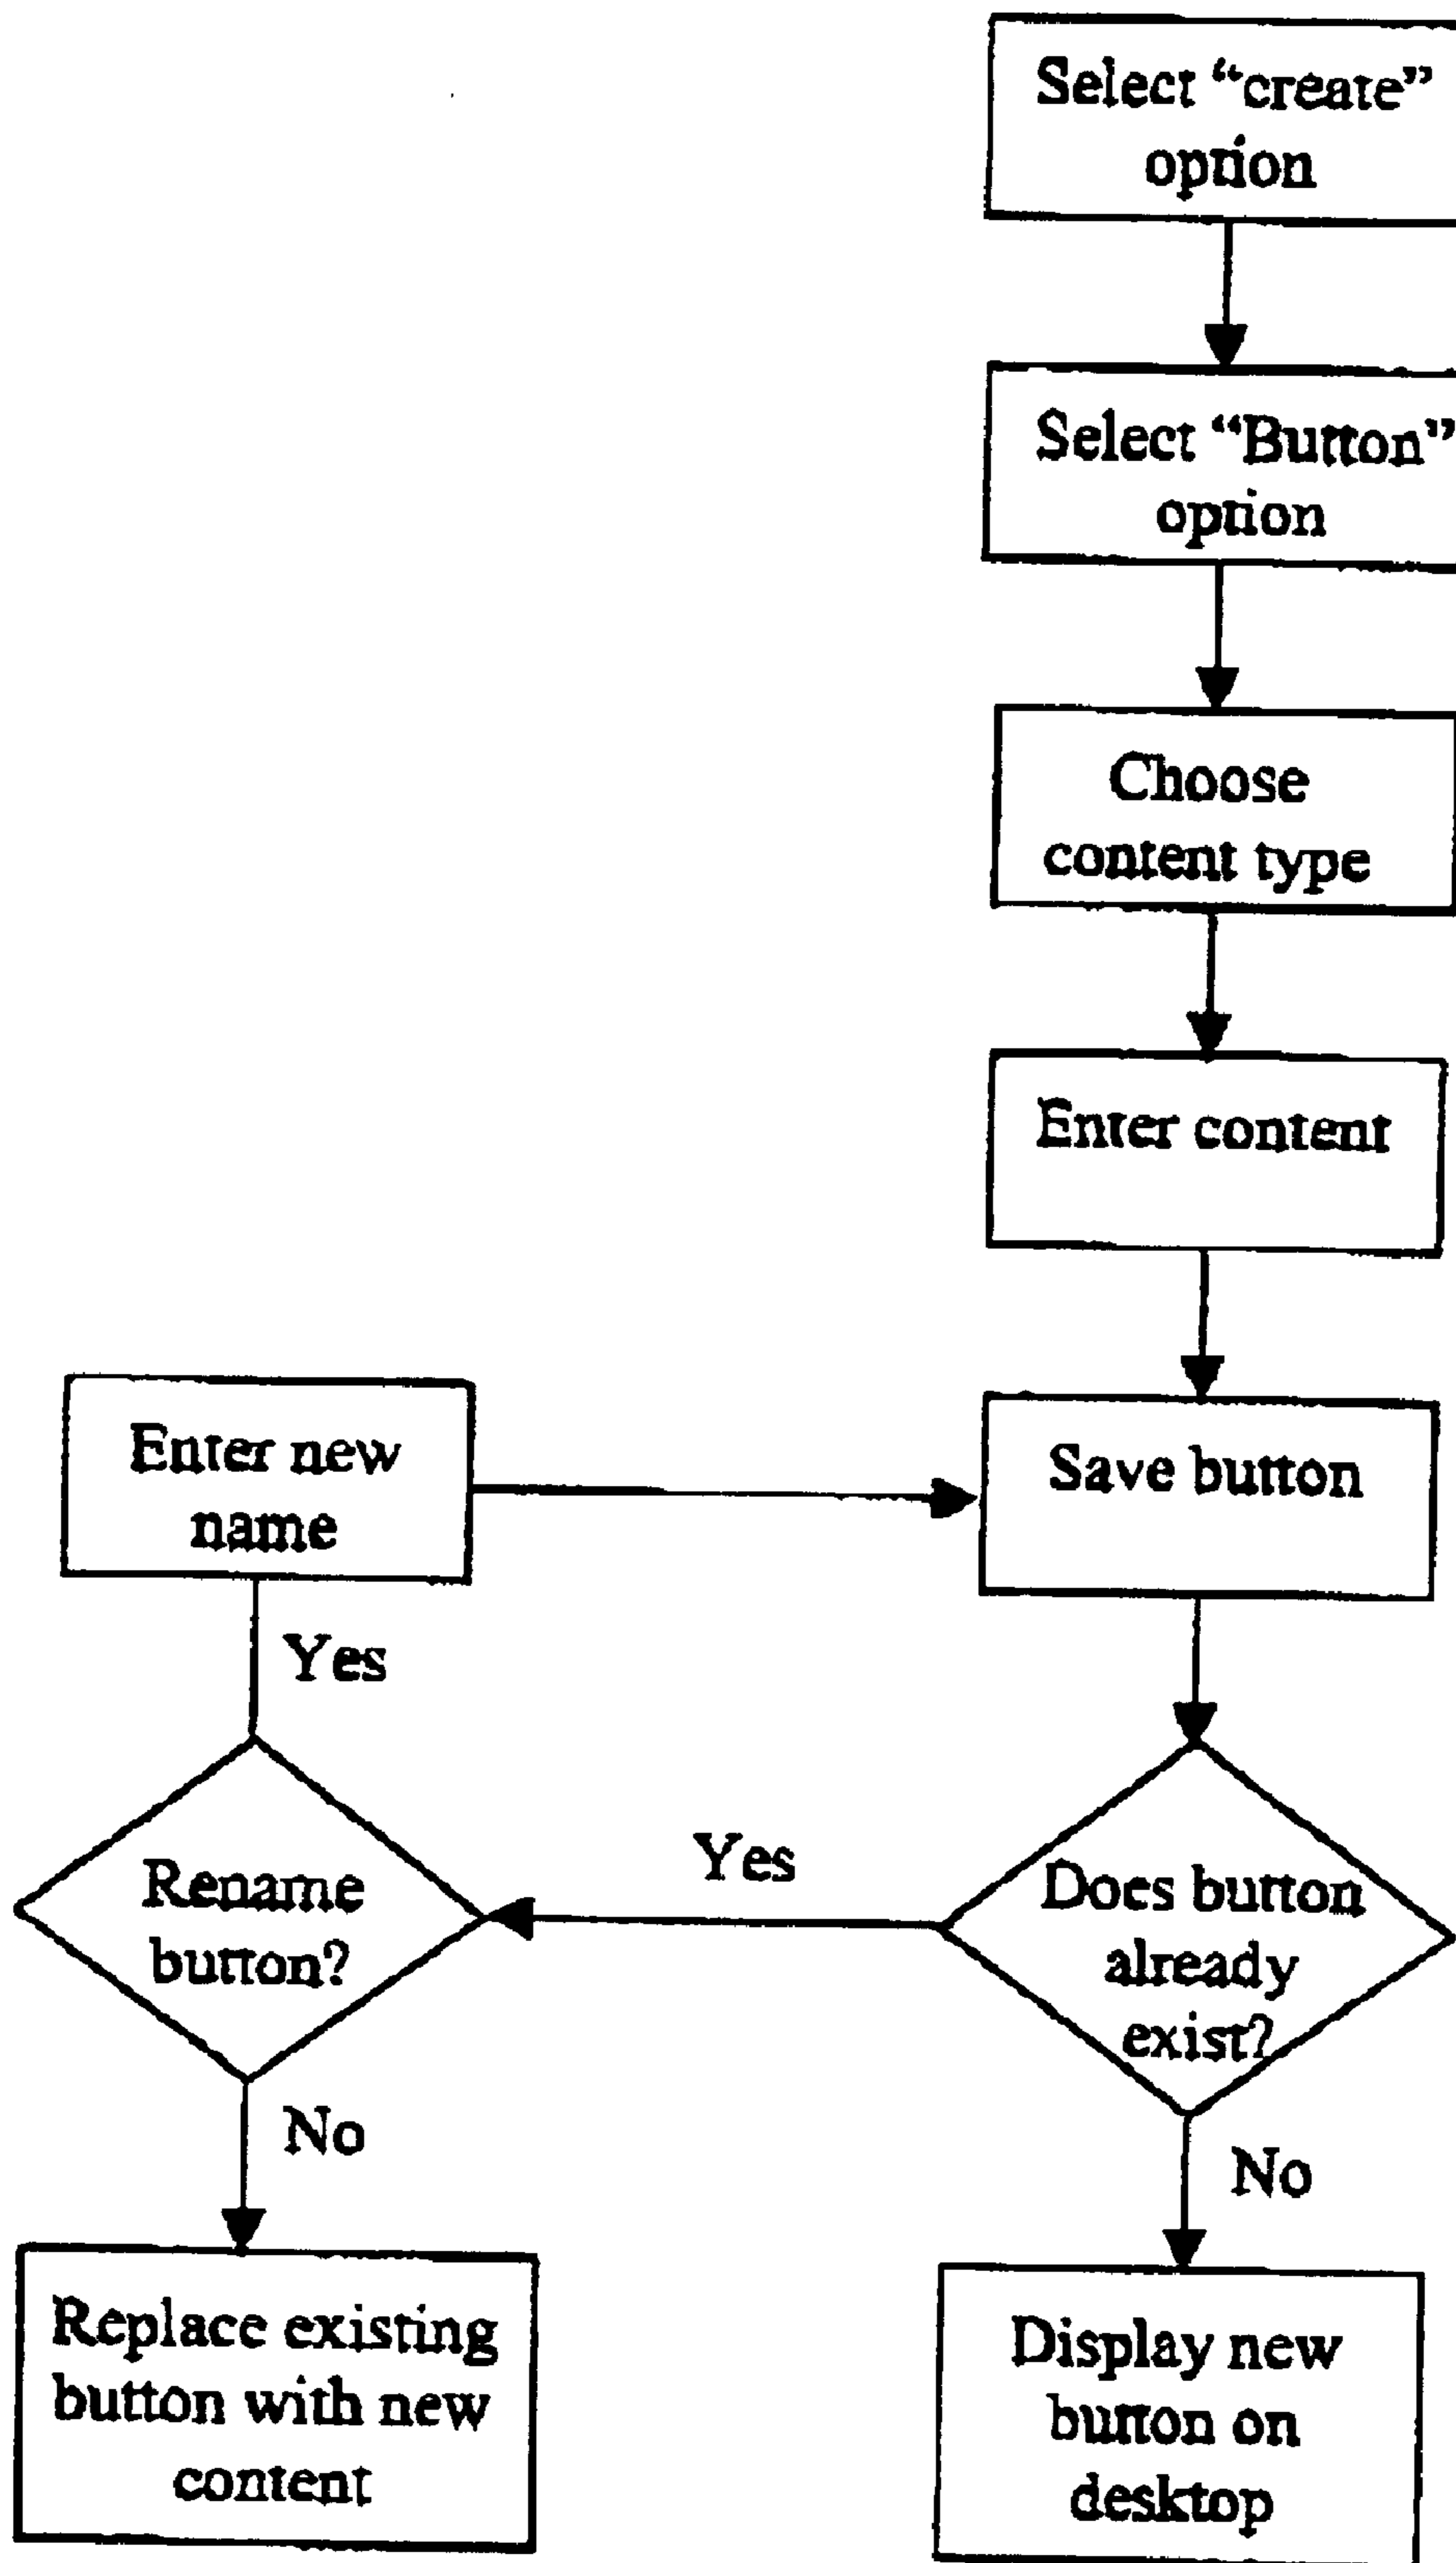 Select “create”
option
Select “Button”
option
Choose
content type
Enter content
Enter new
name
Save button
Yes
Rename
button?
Yes
Does button
already
exist?
No
No
Replace existing
button with new
content
Display new
button on
desktop